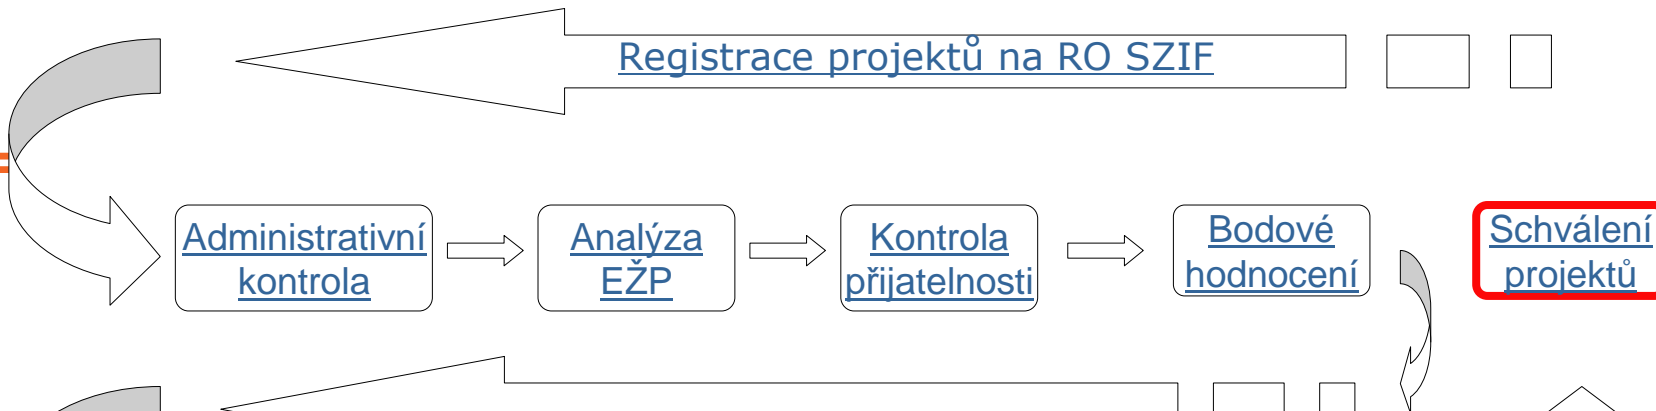 Registrace projektů na RO SZIF
Administrativní
kontrola
Analýza
EŽP
Kontrola
přijatelnosti
Bodové
hodnocení
Schválení
projektů